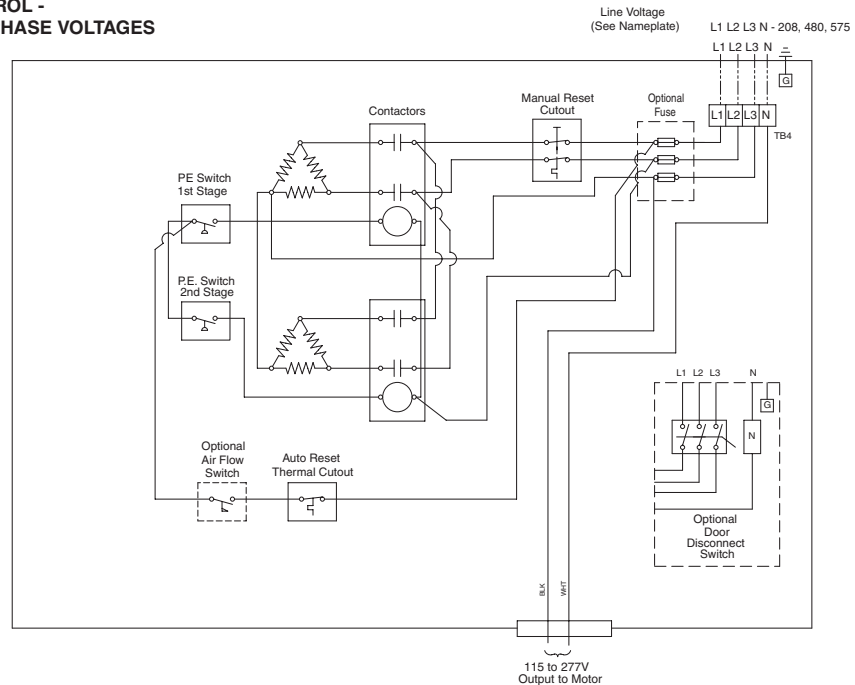 ROL -
HASE VOLTAGES
Line Voltage
(See Nameplate)
L1 L2 L3 N - 208, 480, 575
L1 L2 L3 N
G
L1 L2 L3 N
TB4
Contactors
Manual Reset
Cutout
Optional
Fuse
PE Switch
1st Stage
P.E. Switch
2nd Stage
L1 L2 L3 N
G
N
Optional
Door
Disconnect
Switch
Optional
Air Flow
Switch
Auto Reset
Thermal Cutout
BLK
WHT
115 to 277V
Output to Motor